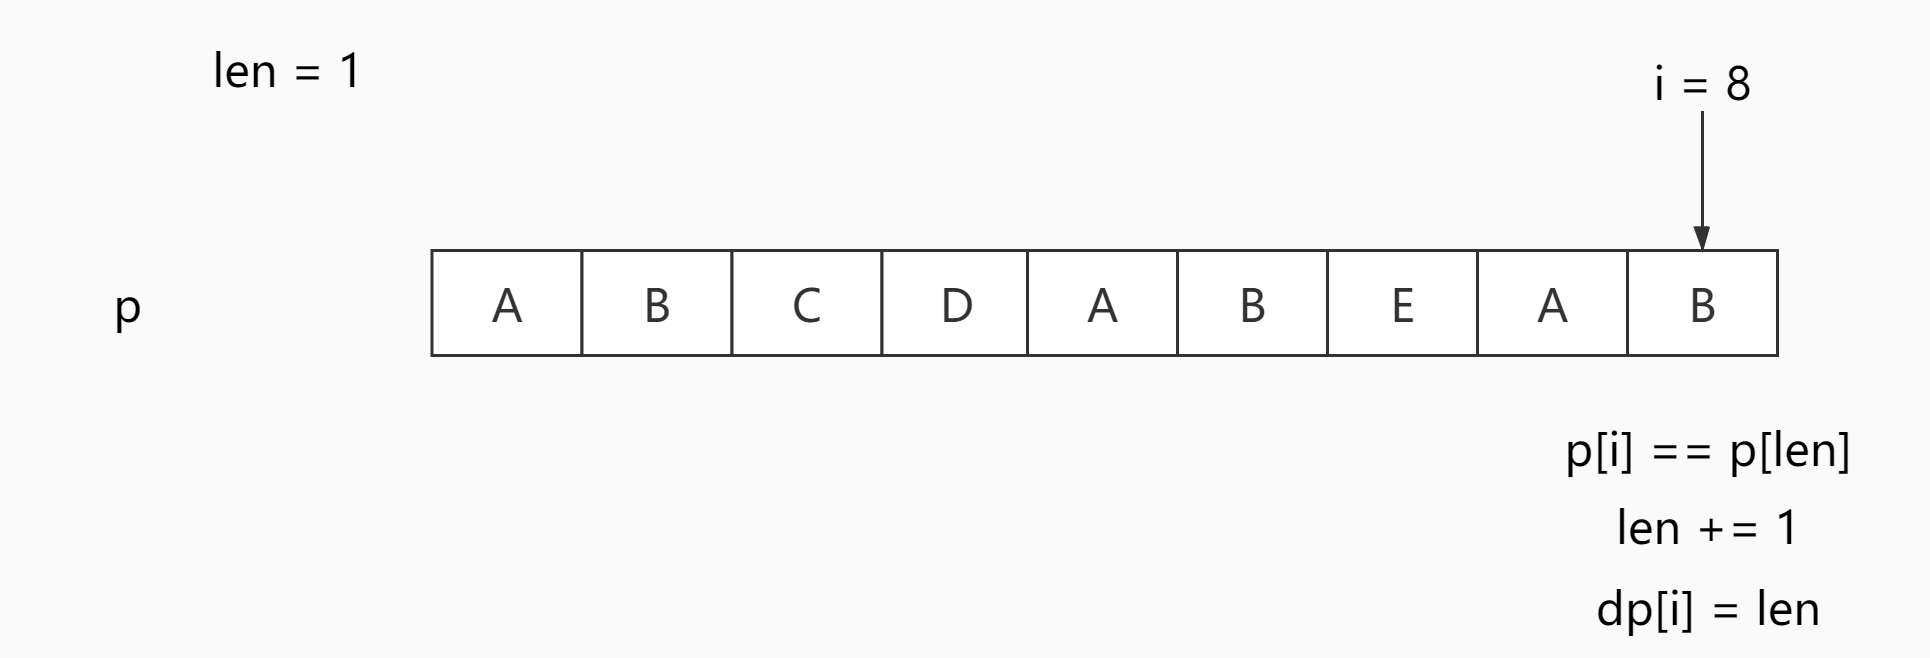 len = 1
i = 8
p
A B C D A B E A B
p[i] == p[len]
len += 1
dp[i] = len